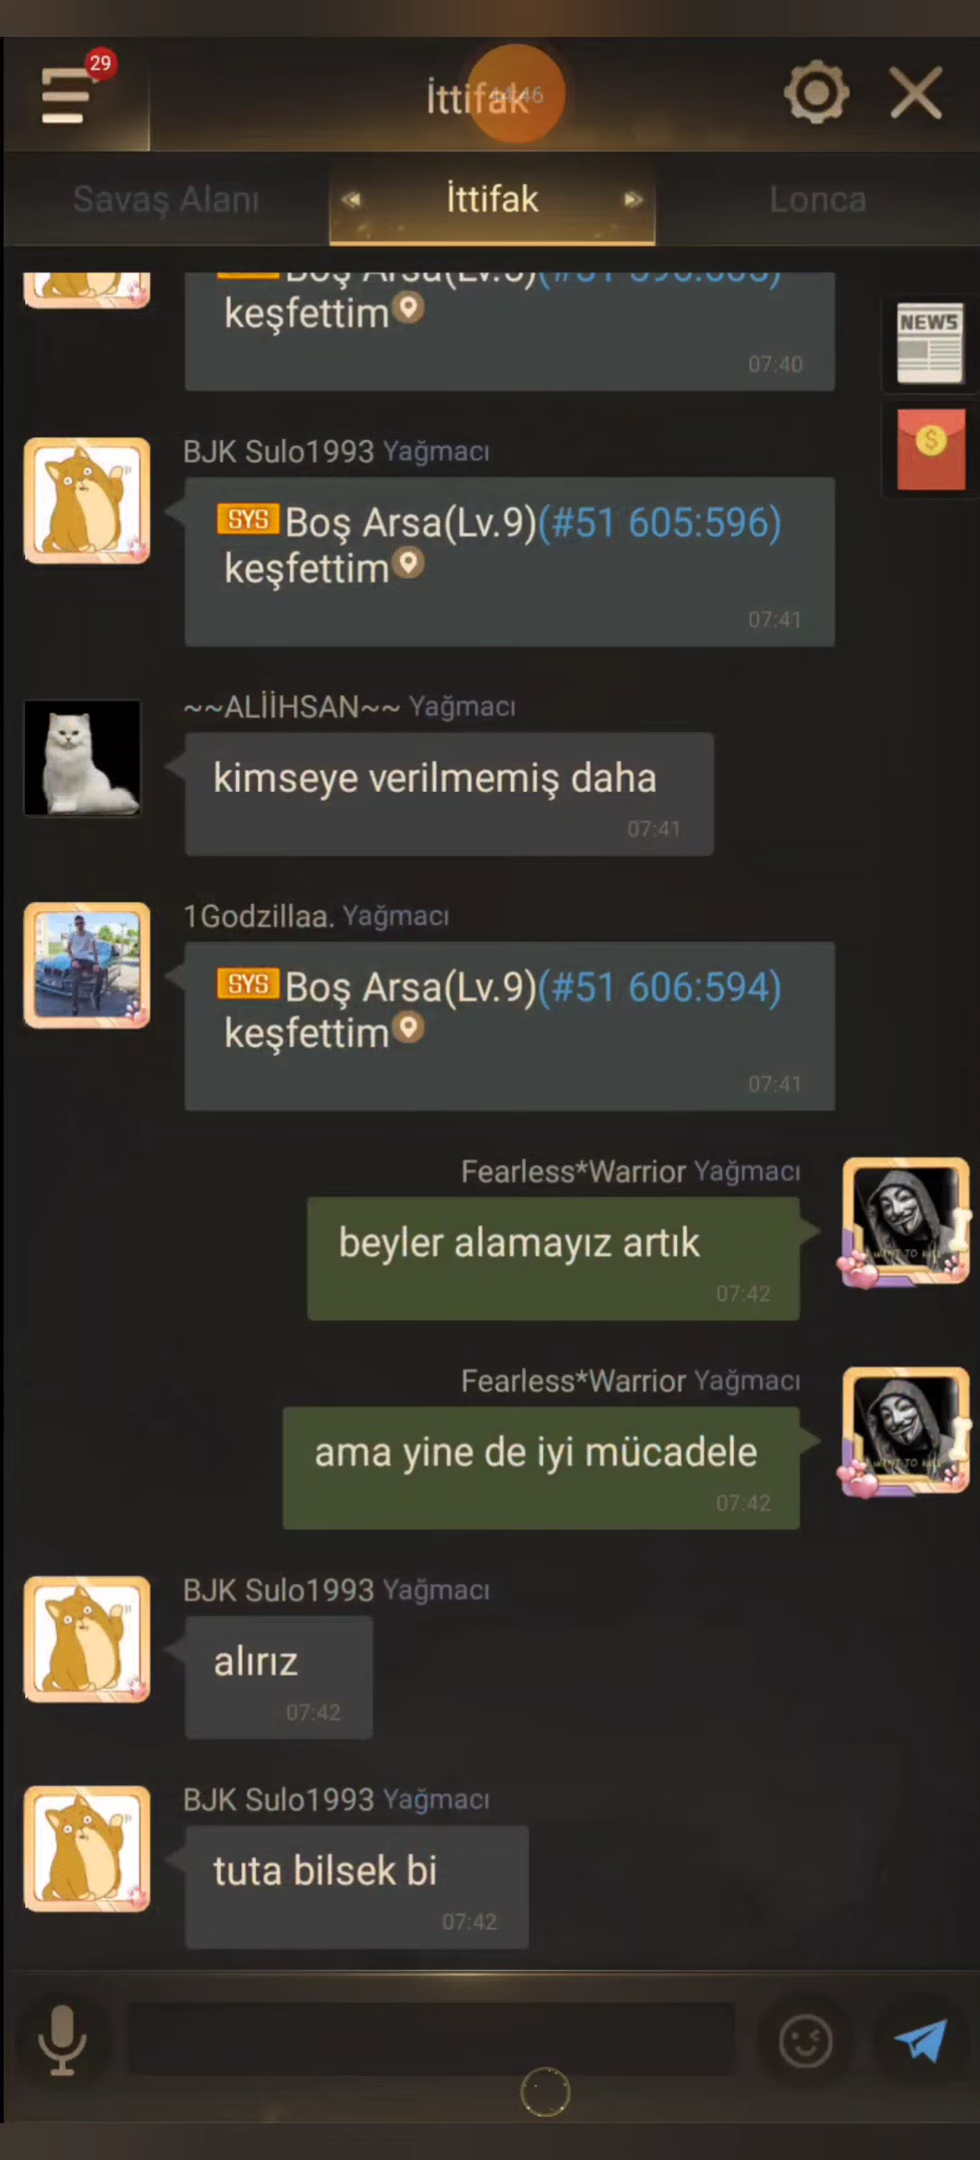 29
İttifak
Savaş Alanı
İttifak
Lonca
keşfettim
07:40
NEWS
BJK Sulo1993 Yağmacı
SYS Boş Arsa(Lv.9)(#51 605:596)
keşfettim
07:41
~~ALİİHSAN~~ Yağmacı
kimseye verilmemiş daha
07:41
1Godzillaa. Yağmacı
SYS Boş Arsa(Lv.9)(#51 606:594)
keşfettim
07:41
Fearless*Warrior Yağmacı
beyler alamayız artık
07:42
Fearless*Warrior Yağmacı
ama yine de iyi mücadele
07:42
BJK Sulo1993 Yağmacı
alırız
07:42
BJK Sulo1993 Yağmacı
tuta bilsek bi
07:42